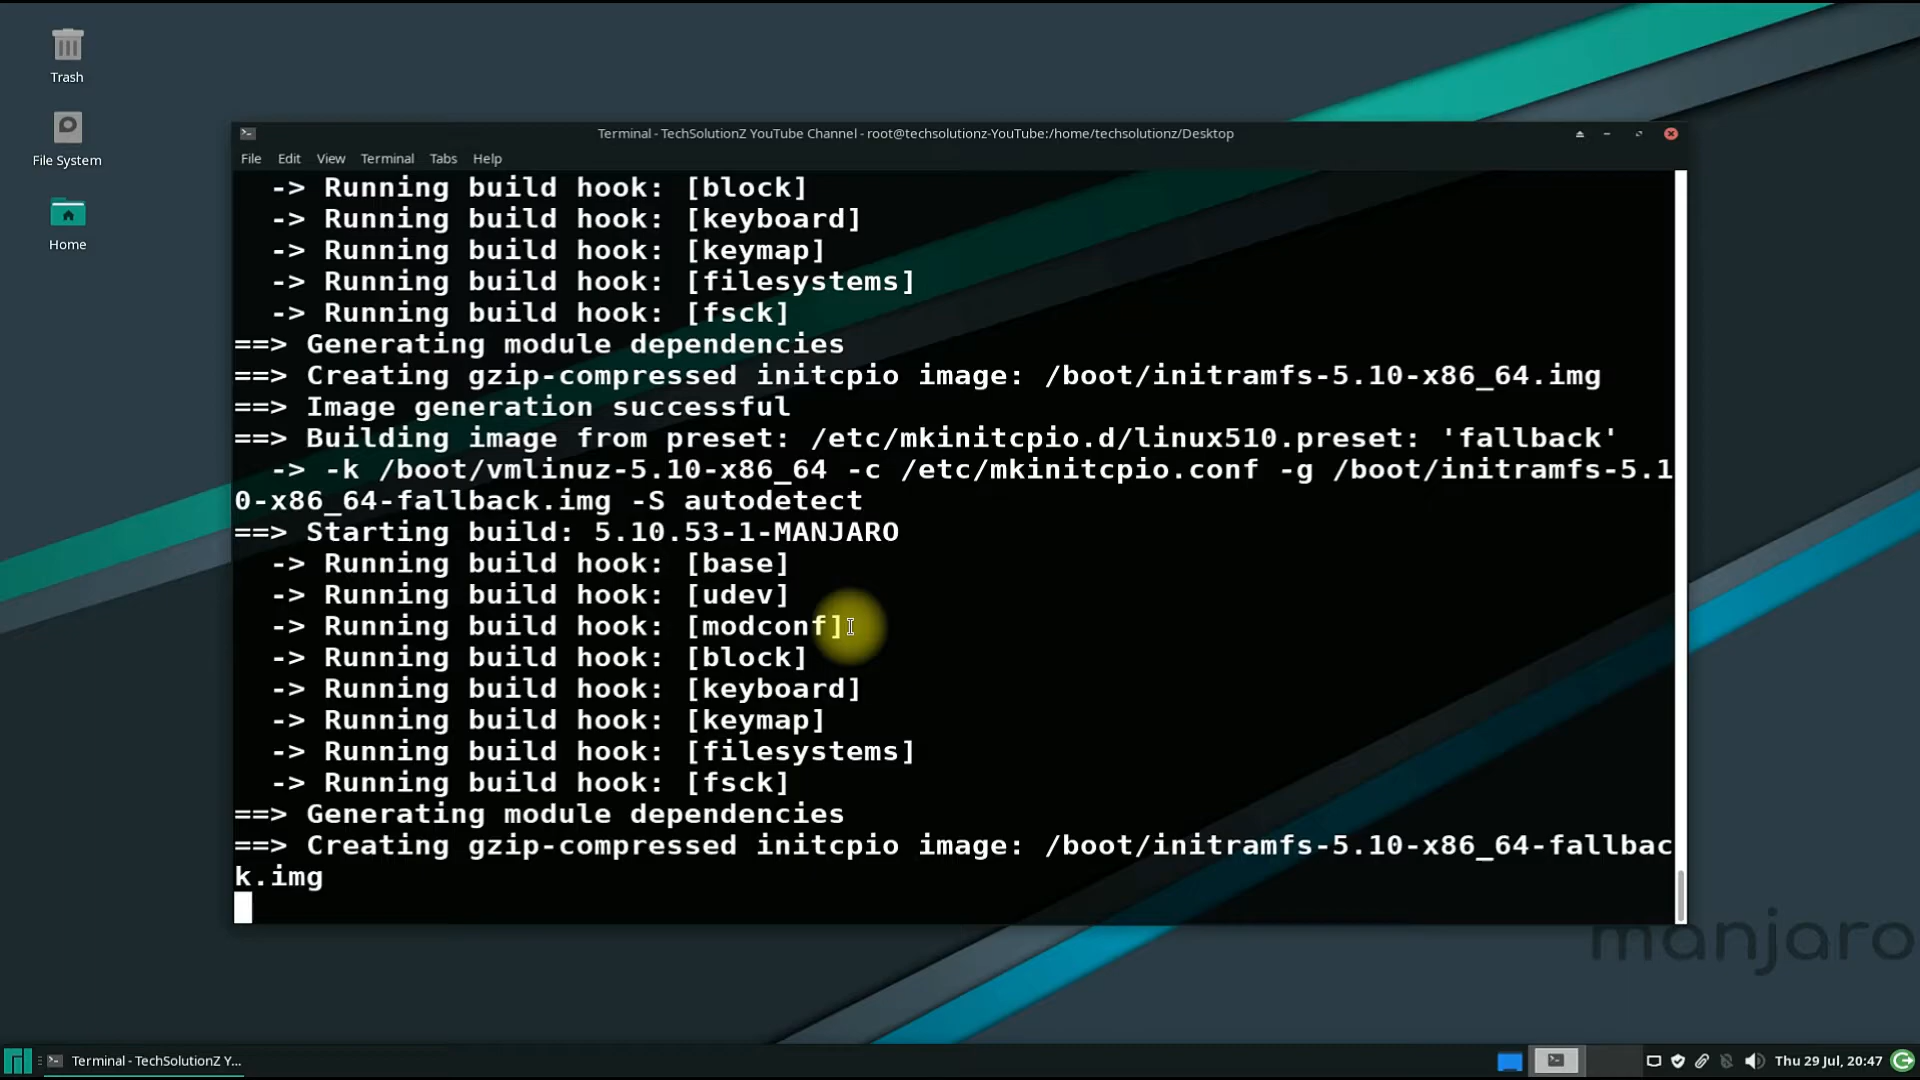 Trash
File System
Home
Terminal - TechSolutionZ YouTube Channel - root@techsolutionz-YouTube:/home/techsolutionz/Desktop
File Edit View Terminal Tabs Help
-> Running build hook: [block]
-> Running build hook: [keyboard]
-> Running build hook: [keymap]
-> Running build hook: [filesystems]
-> Running build hook: [fsck]
==> Generating module dependencies
==> Creating gzip-compressed initcpio image: /boot/initramfs-5.10-x86_64.img
==> Image generation successful
==> Building image from preset: /etc/mkinitcpio.d/linux510.preset: 'fallback'
-> -k /boot/vmlinuz-5.10-x86_64 -c /etc/mkinitcpio.conf -g /boot/initramfs-5.1
0-x86_64-fallback.img -S autodetect
==> Starting build: 5.10.53-1-MANJARO
-> Running build hook: [base]
-> Running build hook: [udev]
-> Running build hook: [modconf]
-> Running build hook: [block]
-> Running build hook: [keyboard]
-> Running build hook: [keymap]
-> Running build hook: [filesystems]
-> Running build hook: [fsck]
==> Generating module dependencies
==> Creating gzip-compressed initcpio image: /boot/initramfs-5.10-x86_64-fallbac
k.img
manjaro
Terminal - TechSolutionZ Y...
Thu 29 Jul, 20:47